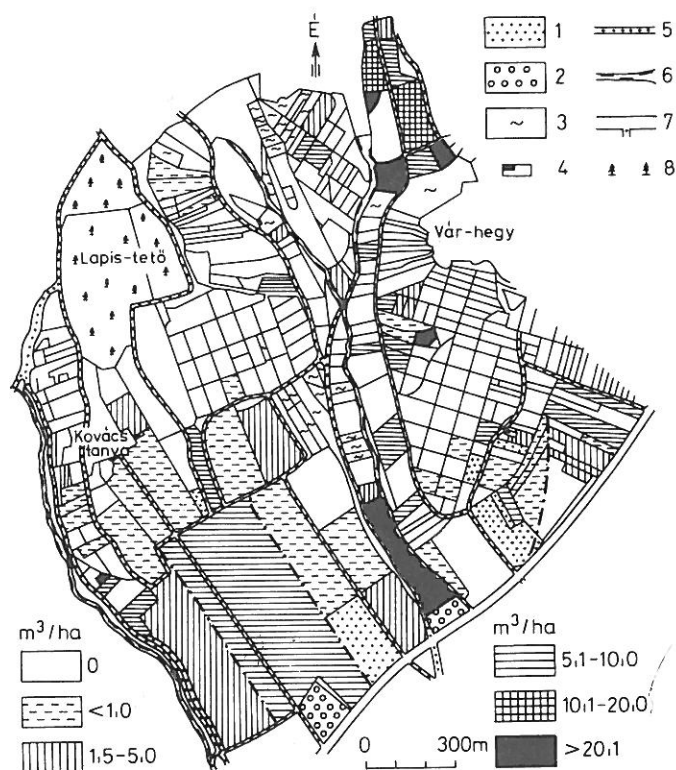 É
1
2
3
4
5
6
7
8
Vár-hegy
Lapis-tető
Kovács
tanya
m³/ha
0
<1,0
1,5-5,0
m³/ha
5,1-10,0
10,1-20,0
>20,1
0 300m